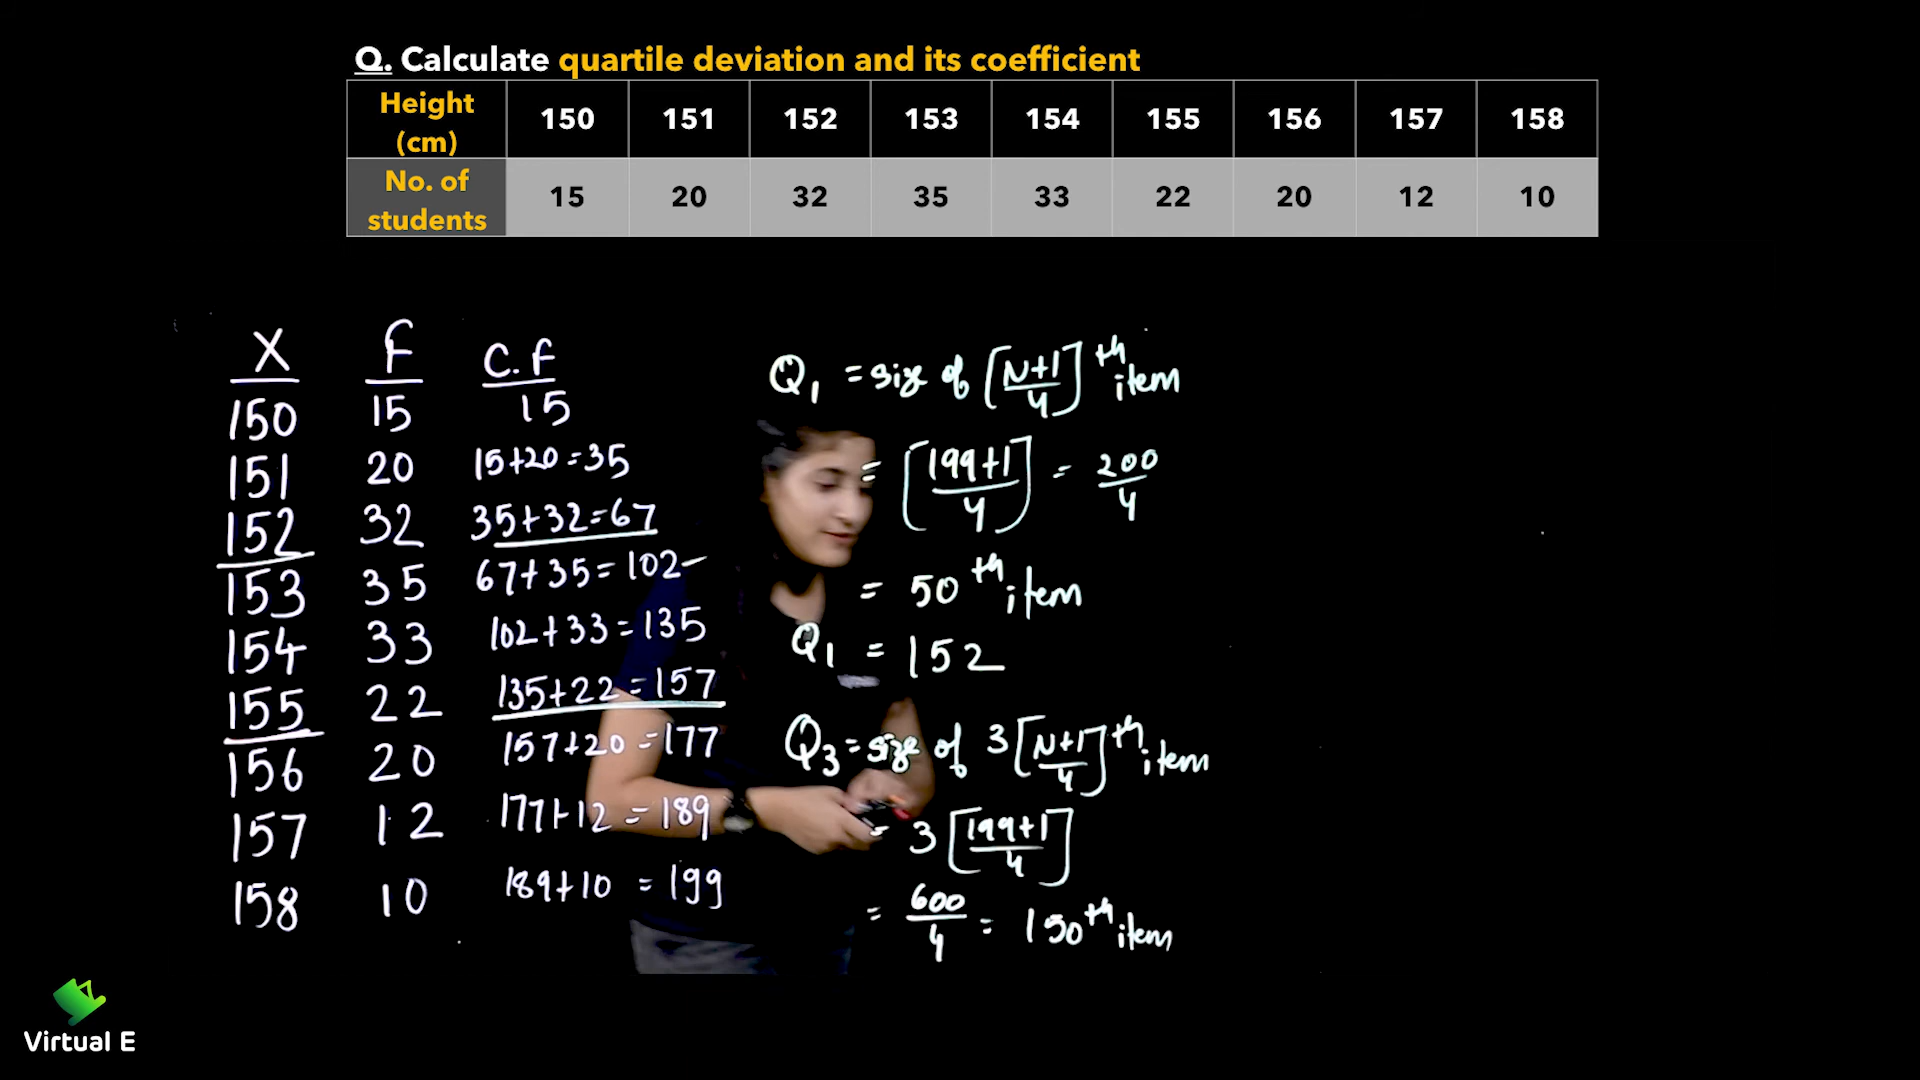 Q. Calculate quartile deviation and its coefficient
Height (cm) 150 151 152 153 154 155 156 157 158
No. of students 15 20 32 35 33 22 20 12 10
X F C.F
150 15 15
151 20 15+20=35
152 32 35+32=67
153 35 67+35=102
154 33 102+33=135
155 22 135+22=157
156 20 157+20=177
157 12 177+12=189
158 10 189+10=199
Q1 = size of [N+1/4]th item
= [199+1/4] = 200/4
= 50th item
Q1 = 152
Q3 = size of 3[N+1/4]th item
= 3[199+1/4]
= 600/4 = 150th item
Virtual E